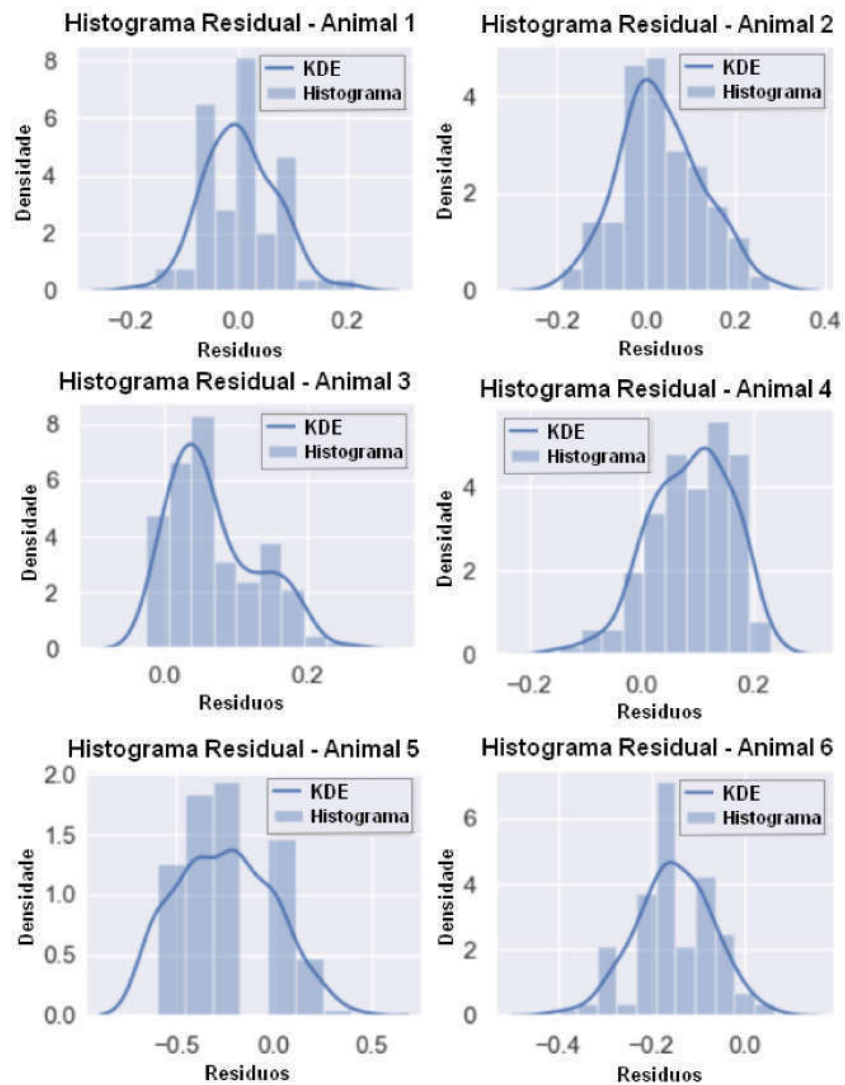 Histograma Residual - Animal 1
KDE
Histograma
Densidade
8
6
4
2
0
−0.2 0.0 0.2
Residuos
Histograma Residual - Animal 2
KDE
Histograma
Densidade
4
2
0
−0.2 0.0 0.2 0.4
Residuos
Histograma Residual - Animal 3
KDE
Histograma
Densidade
8
6
4
2
0
0.0 0.2
Residuos
Histograma Residual - Animal 4
KDE
Histograma
Densidade
4
2
0
−0.2 0.0 0.2
Residuos
Histograma Residual - Animal 5
KDE
Histograma
Densidade
2.0
1.5
1.0
0.5
0.0
−0.5 0.0 0.5
Residuos
Histograma Residual - Animal 6
KDE
Histograma
Densidade
6
4
2
0
−0.4 −0.2 0.0
Residuos